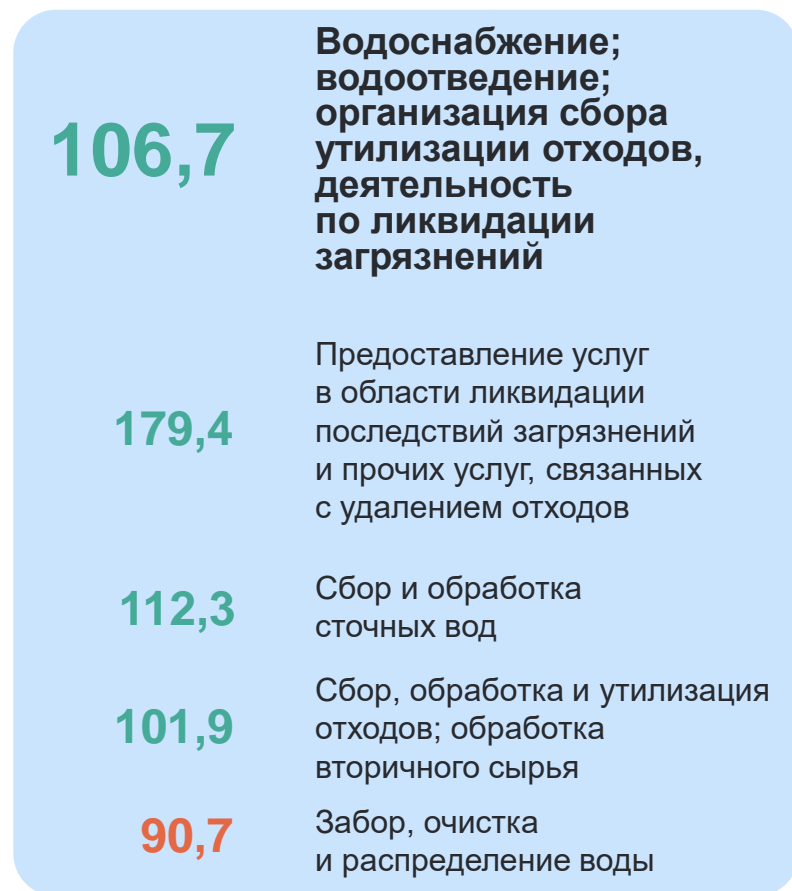 106,7
Водоснабжение;
водоотведение;
организация сбора
утилизации отходов,
деятельность
по ликвидации
загрязнений
179,4
Предоставление услуг
в области ликвидации
последствий загрязнений
и прочих услуг, связанных
с удалением отходов
112,3
Сбор и обработка
сточных вод
101,9
Сбор, обработка и утилизация
отходов; обработка
вторичного сырья
90,7
Забор, очистка
и распределение воды